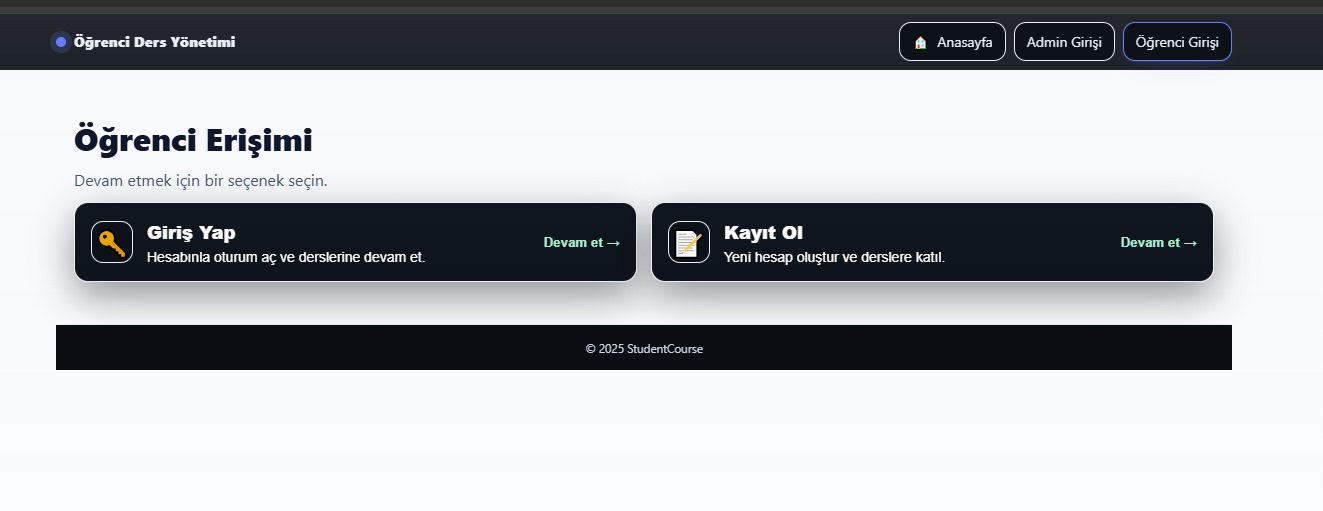 Öğrenci Ders Yönetimi
Anasayfa
Admin Girişi
Öğrenci Girişi
Öğrenci Erişimi
Devam etmek için bir seçenek seçin.
Giriş Yap
Hesabınla oturum aç ve derslerine devam et.
Devam et →
Kayıt Ol
Yeni hesap oluştur ve derslere katıl.
Devam et →
© 2025 StudentCourse